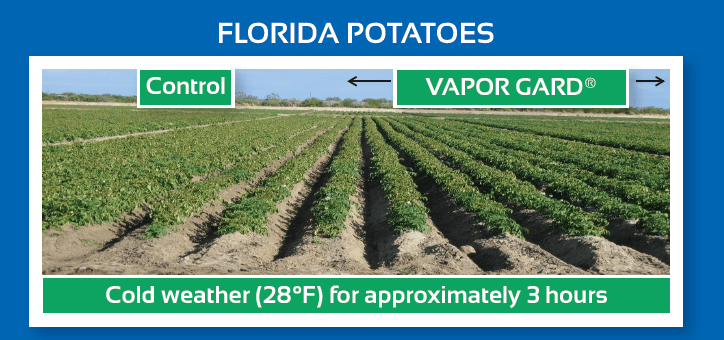 FLORIDA POTATOES
Control
VAPOR GARD®
Cold weather (28°F) for approximately 3 hours